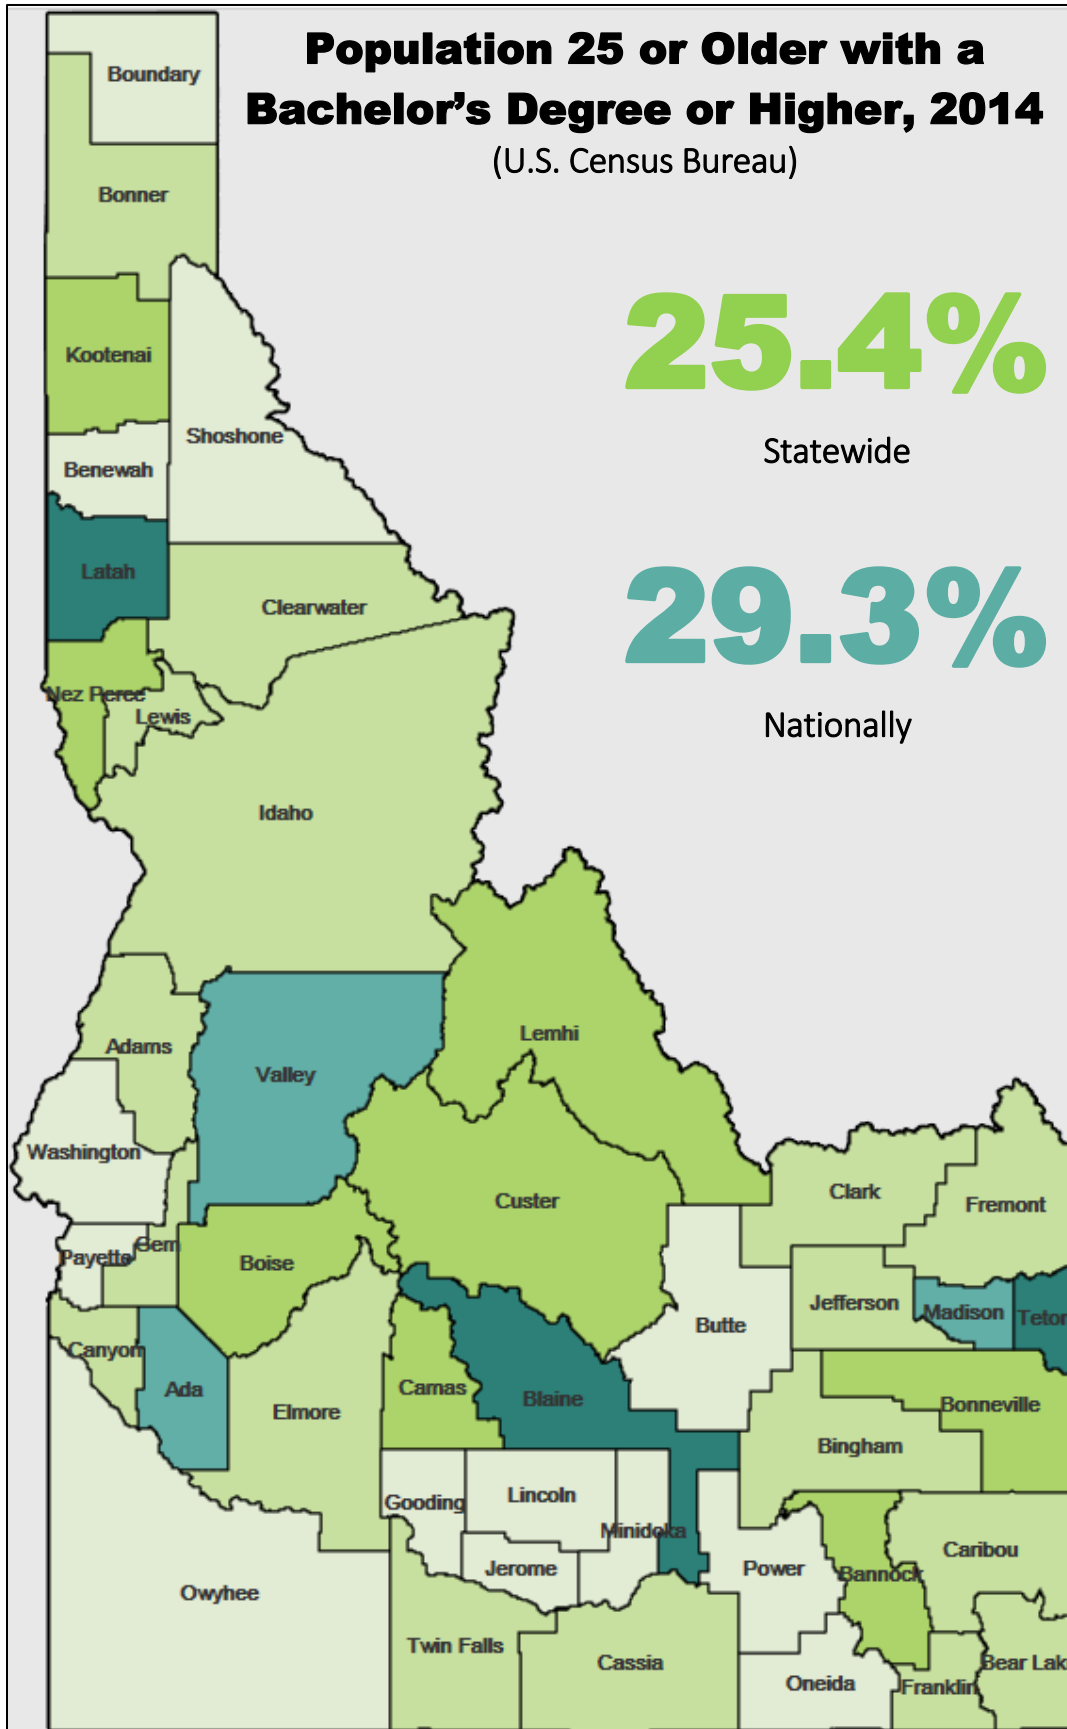 Population 25 or Older with a
Bachelor's Degree or Higher, 2014
(U.S. Census Bureau)
Boundary
Bonner
25.4%
Kootenai
Shoshone
Statewide
Benewah
Latah
Clearwater
29.3%
Nez Perce
Lewis
Nationally
Idaho
Lemhi
Adams
Valley
Washington
Custer
Clark
Fremont
Gem
Payette
Boise
Jefferson
Madison
Teton
Butte
Canyon
Ada
Camas
Blaine
Bonneville
Elmore
Bingham
Lincoln
Gooding
Minidoka
Caribou
Jerome
Power
Bannock
Owyhee
Twin Falls
Cassia
Bear Lak
Oneida
Franklin